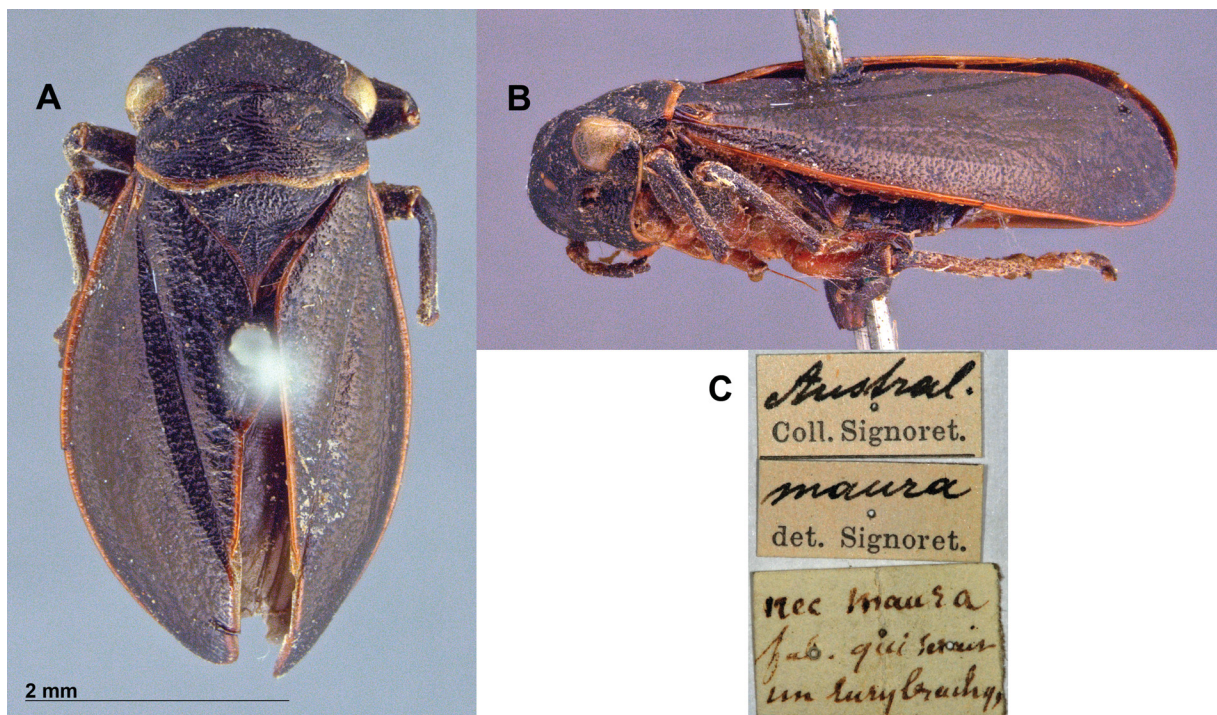 A
B
2 mm
C
Austral.
Coll. Signoret.
maura
det. Signoret.
nec maura
fab. qui serait
un Eurybrachys,